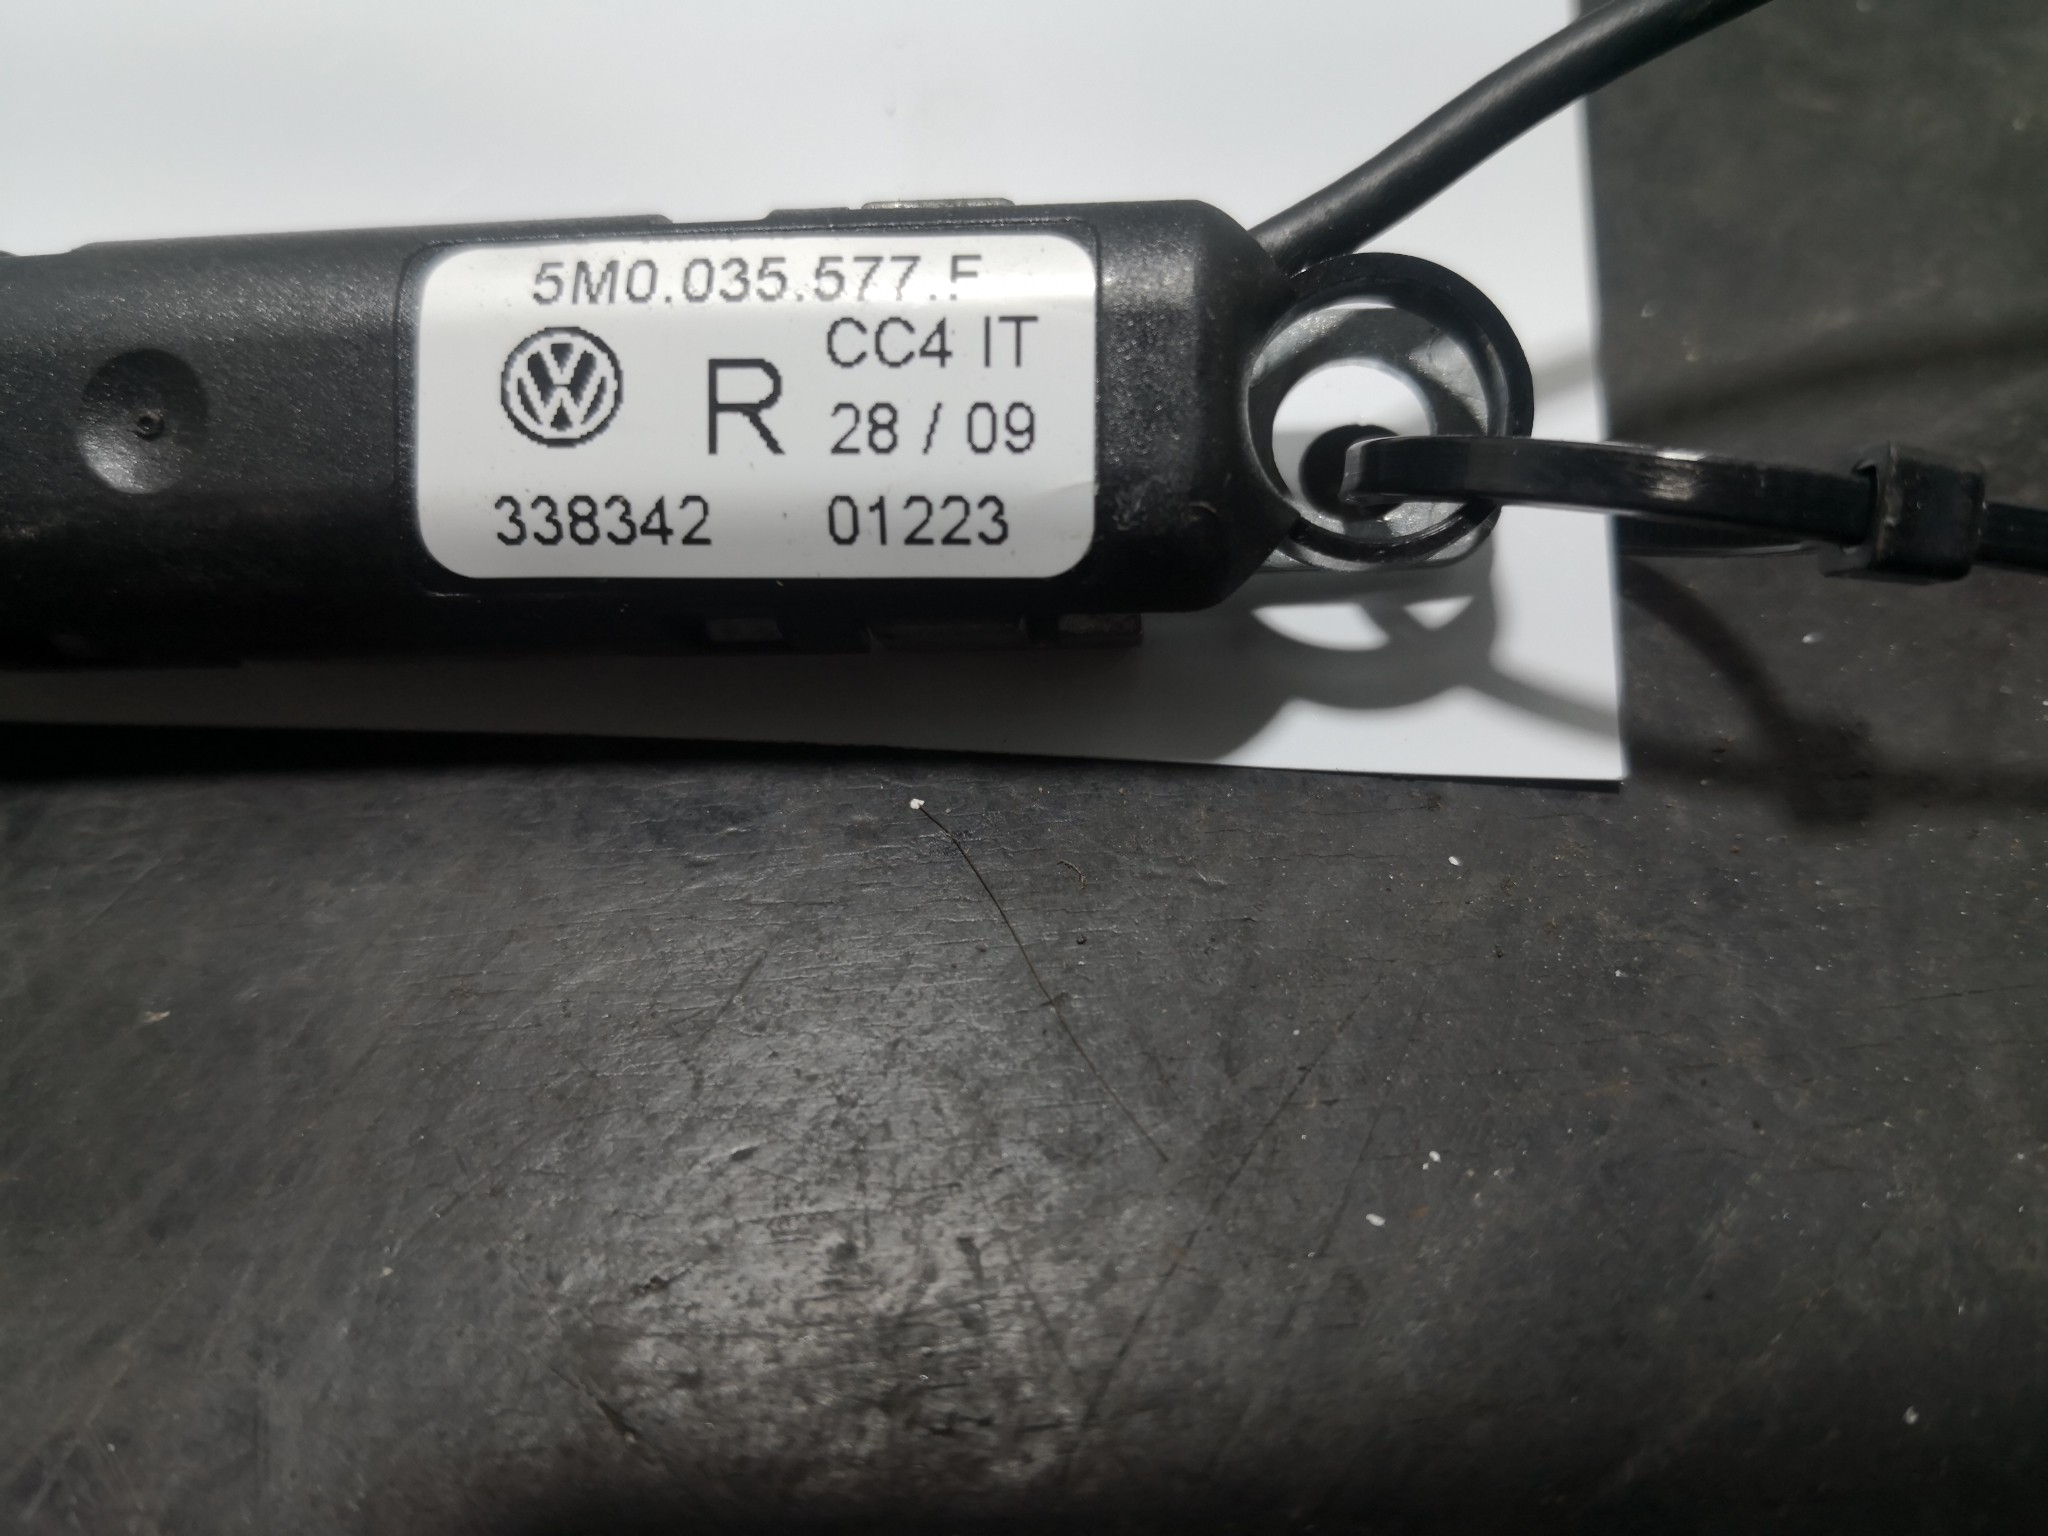 5M0.035.577.F
R CC4 IT
28 / 09
338342 01223